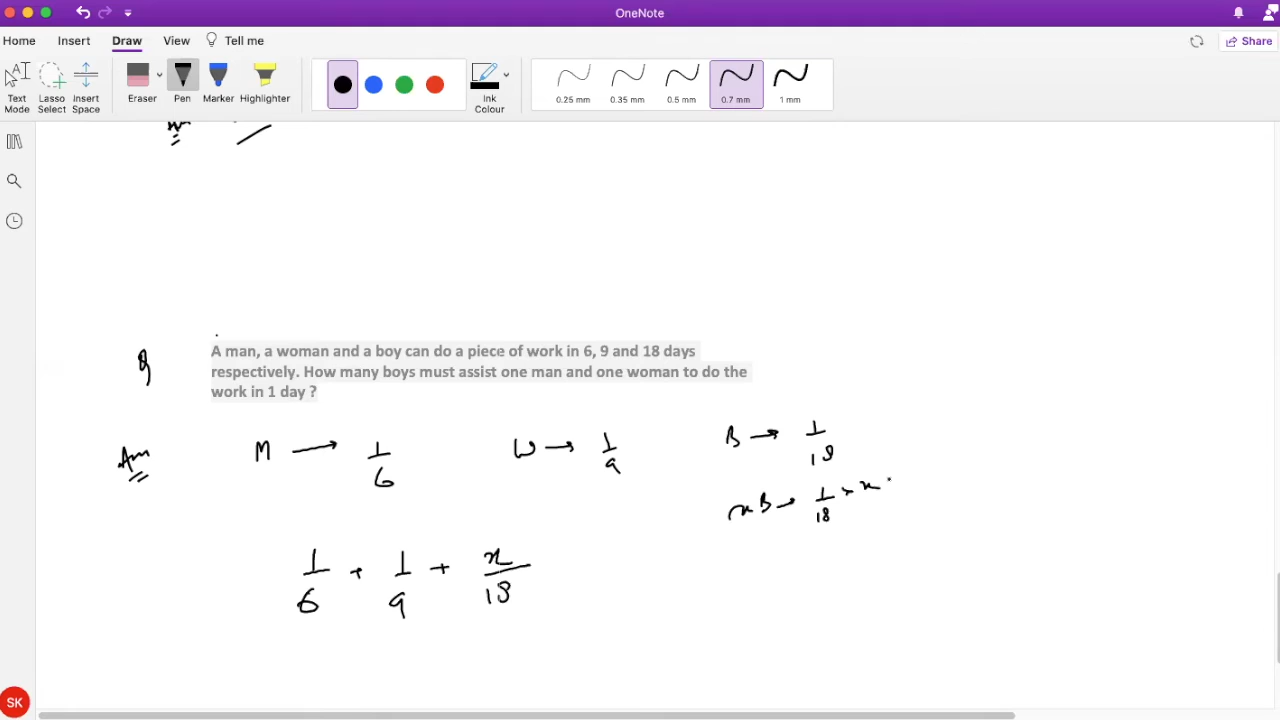 OneNote
Home Insert Draw View Tell me
Share
Text Mode
Lasso Select
Insert Space
Eraser
Pen
Marker
Highlighter
Ink Colour
0.25 mm 0.35 mm 0.5 mm 0.7 mm 1 mm
Q
A man, a woman and a boy can do a piece of work in 6, 9 and 18 days
respectively. How many boys must assist one man and one woman to do the
work in 1 day ?
Ans M → 1/6 W → 1/9 B → 1/18
xB → 1/18 × x
1/6 + 1/9 + x/18
SK